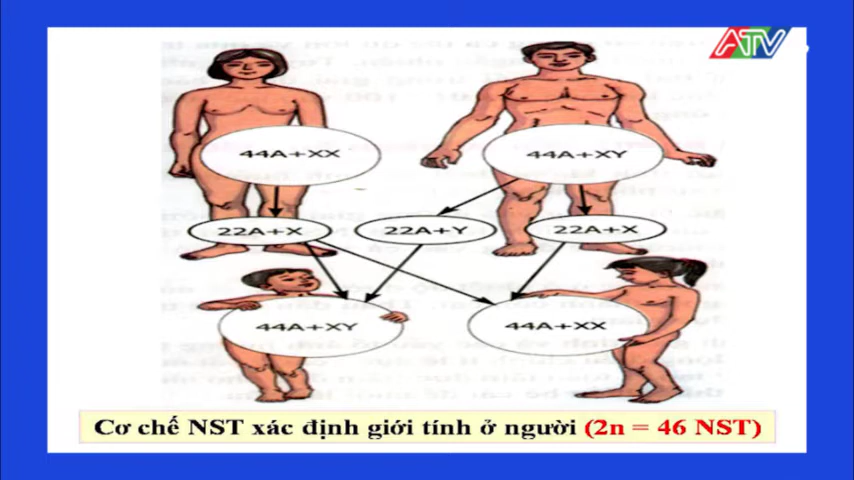 ATV
44A+XX
44A+XY
22A+X
22A+Y
22A+X
44A+XY
44A+XX
Cơ chế NST xác định giới tính ở người (2n = 46 NST)